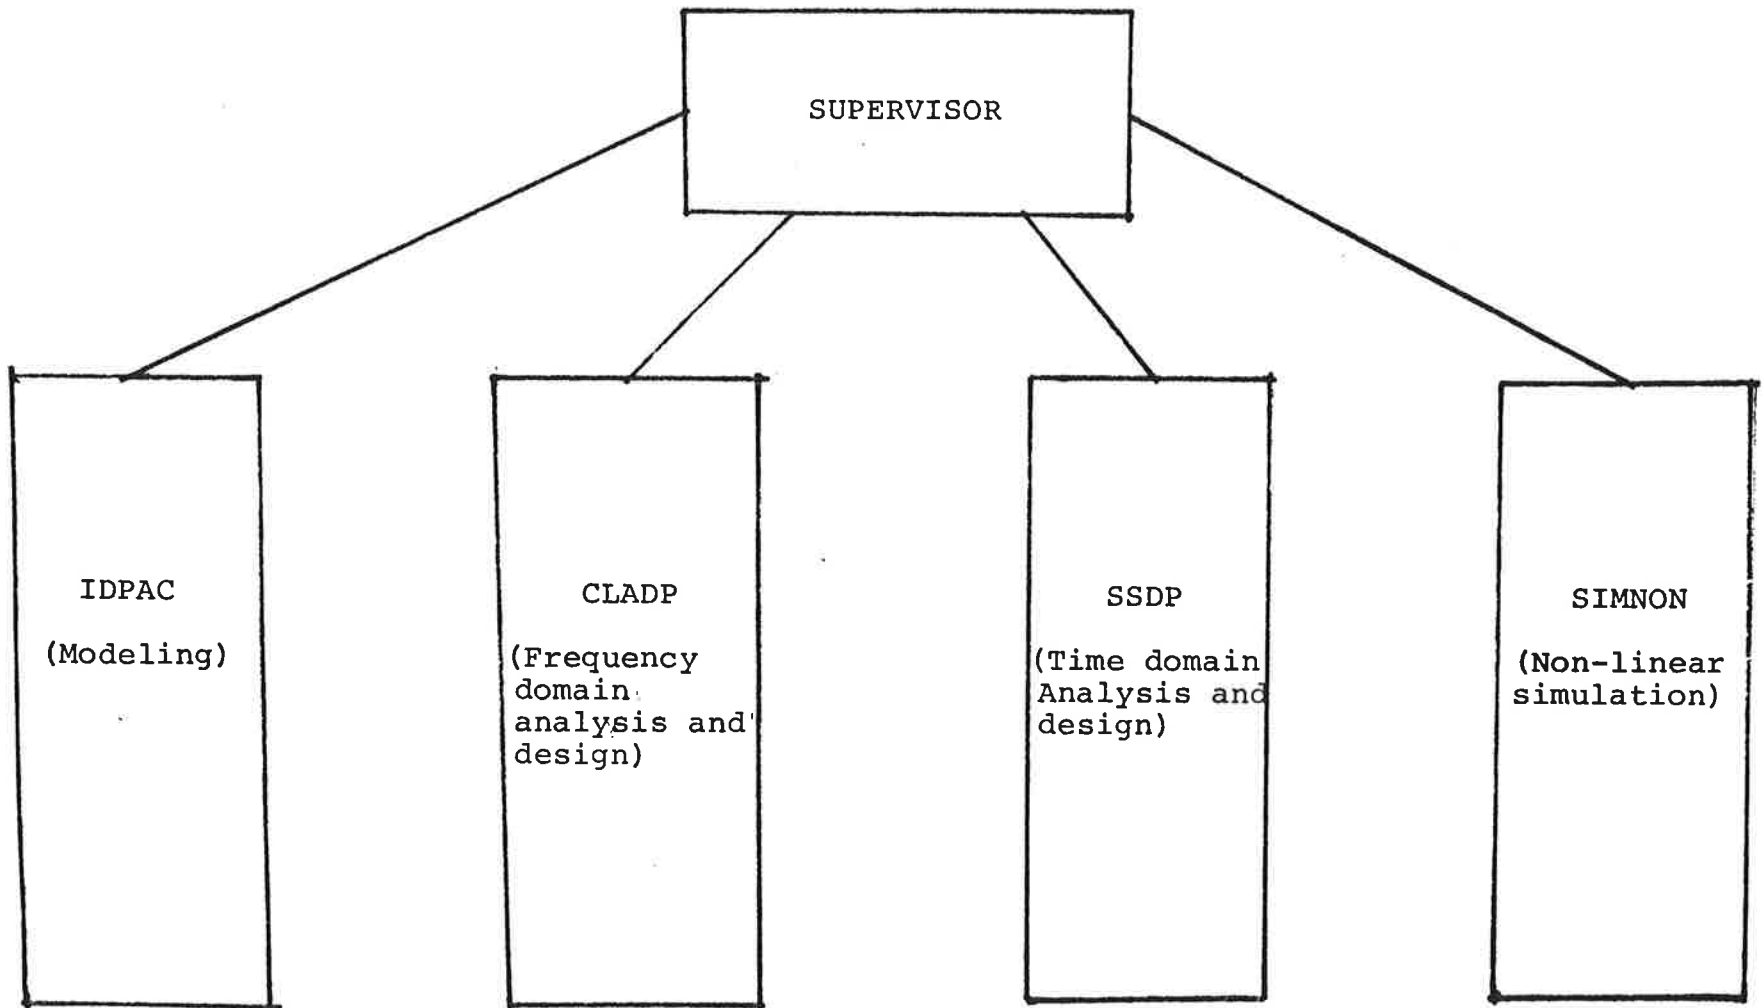 SUPERVISOR
IDPAC
(Modeling)
CLADP
(Frequency
domain
analysis and
design)
SSDP
(Time domain
Analysis and
design)
SIMNON
(Non-linear
simulation)